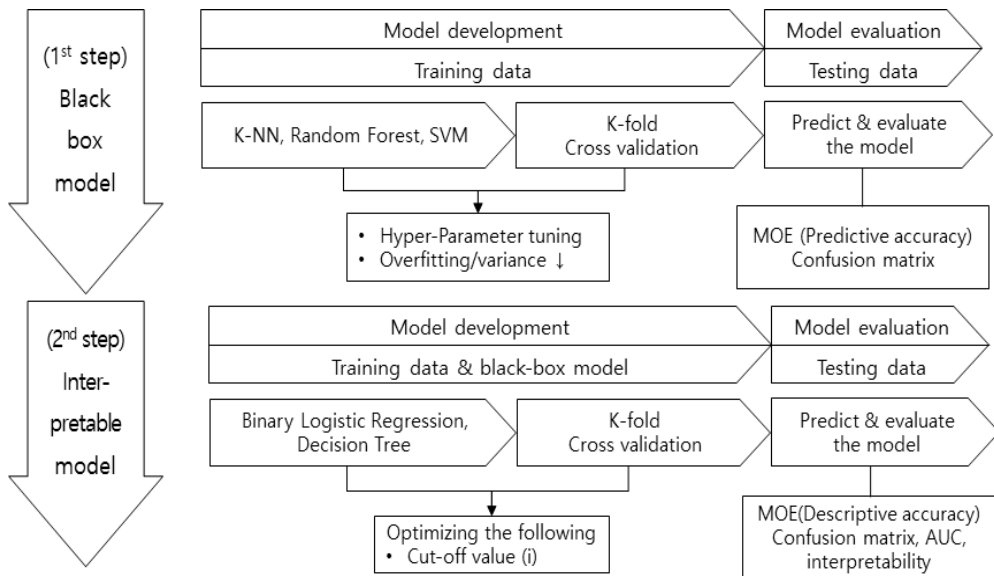 (1st step)
Black
box
model
Model development
Model evaluation
Training data
Testing data
K-NN, Random Forest, SVM
K-fold
Cross validation
Predict & evaluate
the model
• Hyper-Parameter tuning
• Overfitting/variance ↓
MOE (Predictive accuracy)
Confusion matrix
(2nd step)
Inter-
pretable
model
Model development
Model evaluation
Training data & black-box model
Testing data
Binary Logistic Regression,
Decision Tree
K-fold
Cross validation
Predict & evaluate
the model
Optimizing the following
• Cut-off value (i)
MOE(Descriptive accuracy)
Confusion matrix, AUC,
interpretability